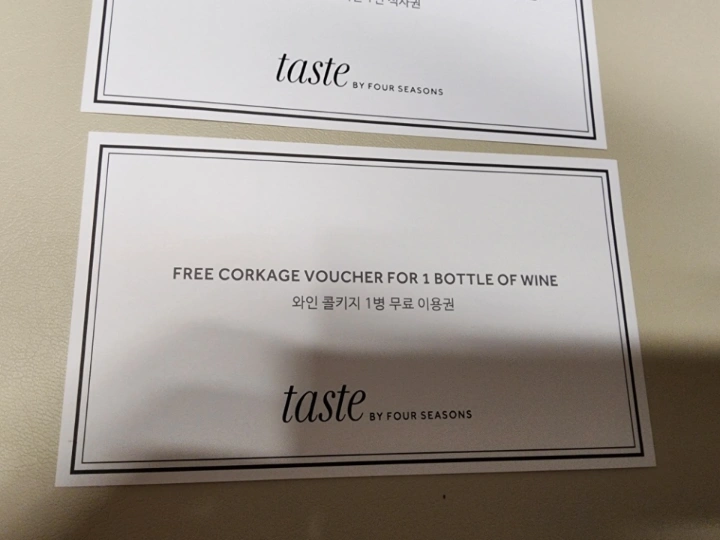 taste BY FOUR SEASONS
FREE CORKAGE VOUCHER FOR 1 BOTTLE OF WINE
와인 콜키지 1병 무료 이용권
taste BY FOUR SEASONS